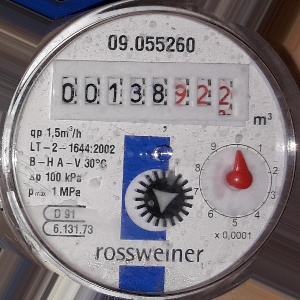 09.055260
00138922
m³
qp 1,5m³/h
LT-2-1644:2002
B-H A-V 30°C
Δp 100 kPa
pmax 1 MPa
D 91
6.131.73
rossweiner
9
1
2
3
4
5
6
7
8
x 0,0001